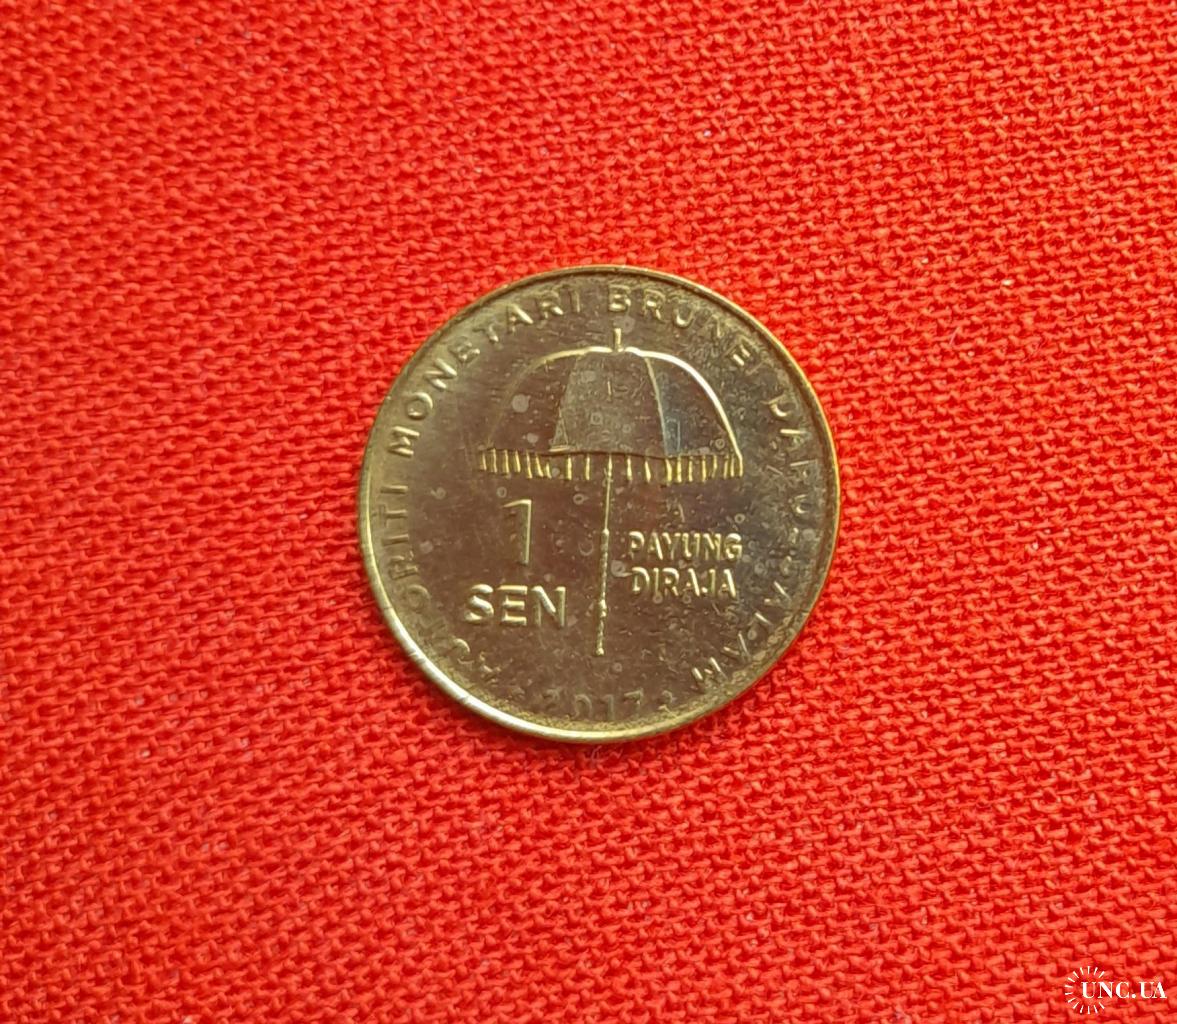 AUTORITI MONETARI BRUNEI DARUSSALAM
1
SEN
PAYUNG
DIRAJA
2017
UNC.UA